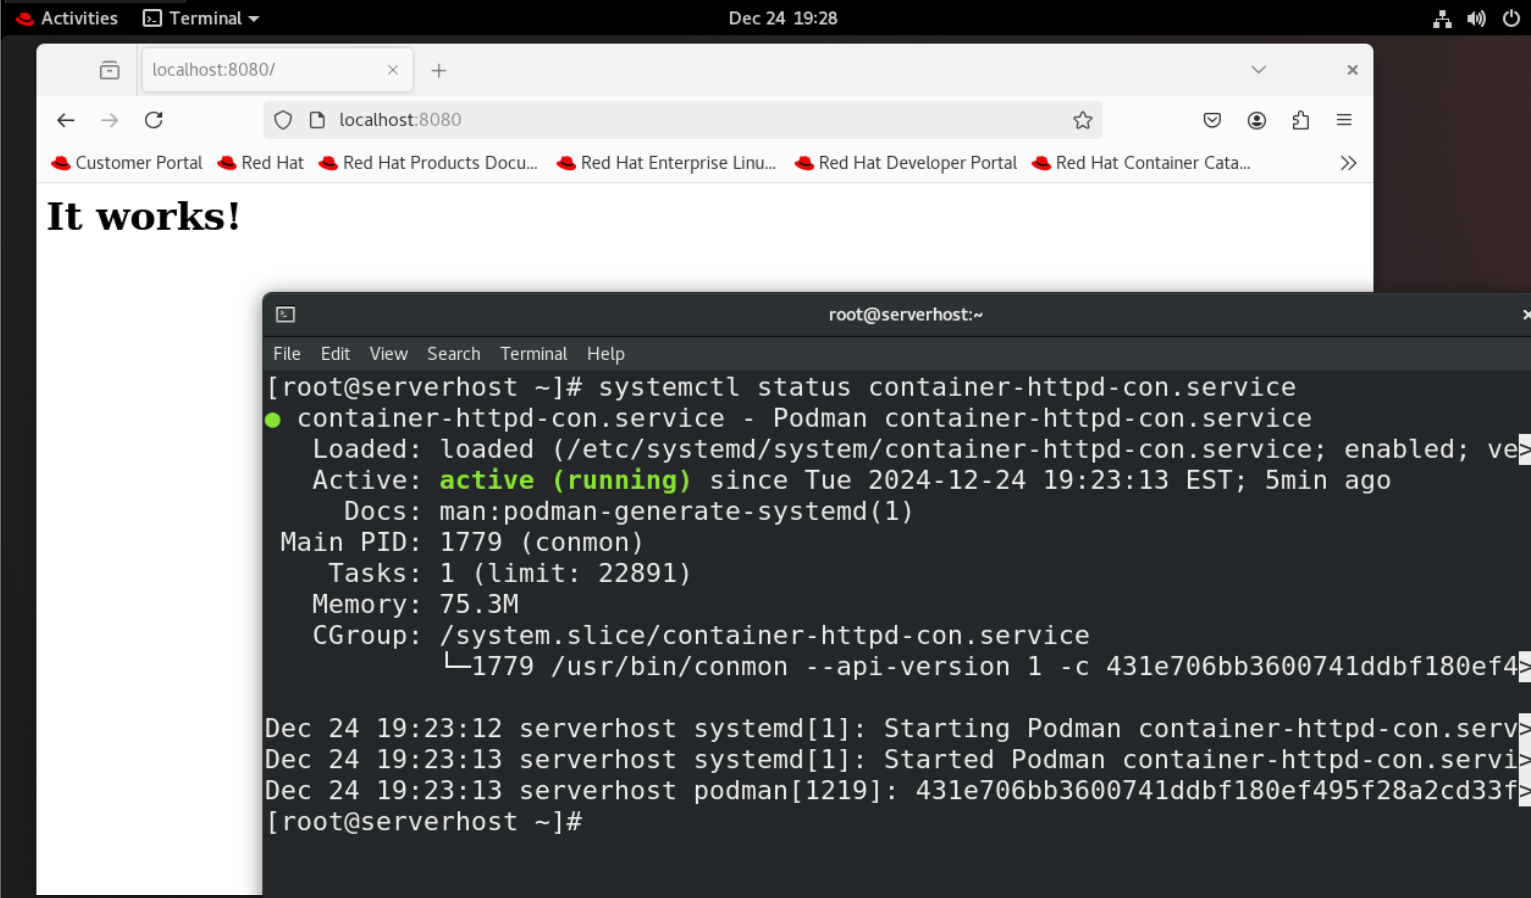 Activities Terminal Dec 24 19:28
localhost:8080/
localhost:8080
Customer Portal Red Hat Red Hat Products Docu... Red Hat Enterprise Linu... Red Hat Developer Portal Red Hat Container Cata...
It works!
root@serverhost:~
File Edit View Search Terminal Help
[root@serverhost ~]# systemctl status container-httpd-con.service
● container-httpd-con.service - Podman container-httpd-con.service
Loaded: loaded (/etc/systemd/system/container-httpd-con.service; enabled; ve>
Active: active (running) since Tue 2024-12-24 19:23:13 EST; 5min ago
Docs: man:podman-generate-systemd(1)
Main PID: 1779 (conmon)
Tasks: 1 (limit: 22891)
Memory: 75.3M
CGroup: /system.slice/container-httpd-con.service
└─1779 /usr/bin/conmon --api-version 1 -c 431e706bb3600741ddbf180ef4>
Dec 24 19:23:12 serverhost systemd[1]: Starting Podman container-httpd-con.serv>
Dec 24 19:23:13 serverhost systemd[1]: Started Podman container-httpd-con.servi>
Dec 24 19:23:13 serverhost podman[1219]: 431e706bb3600741ddbf180ef495f28a2cd33f>
[root@serverhost ~]#